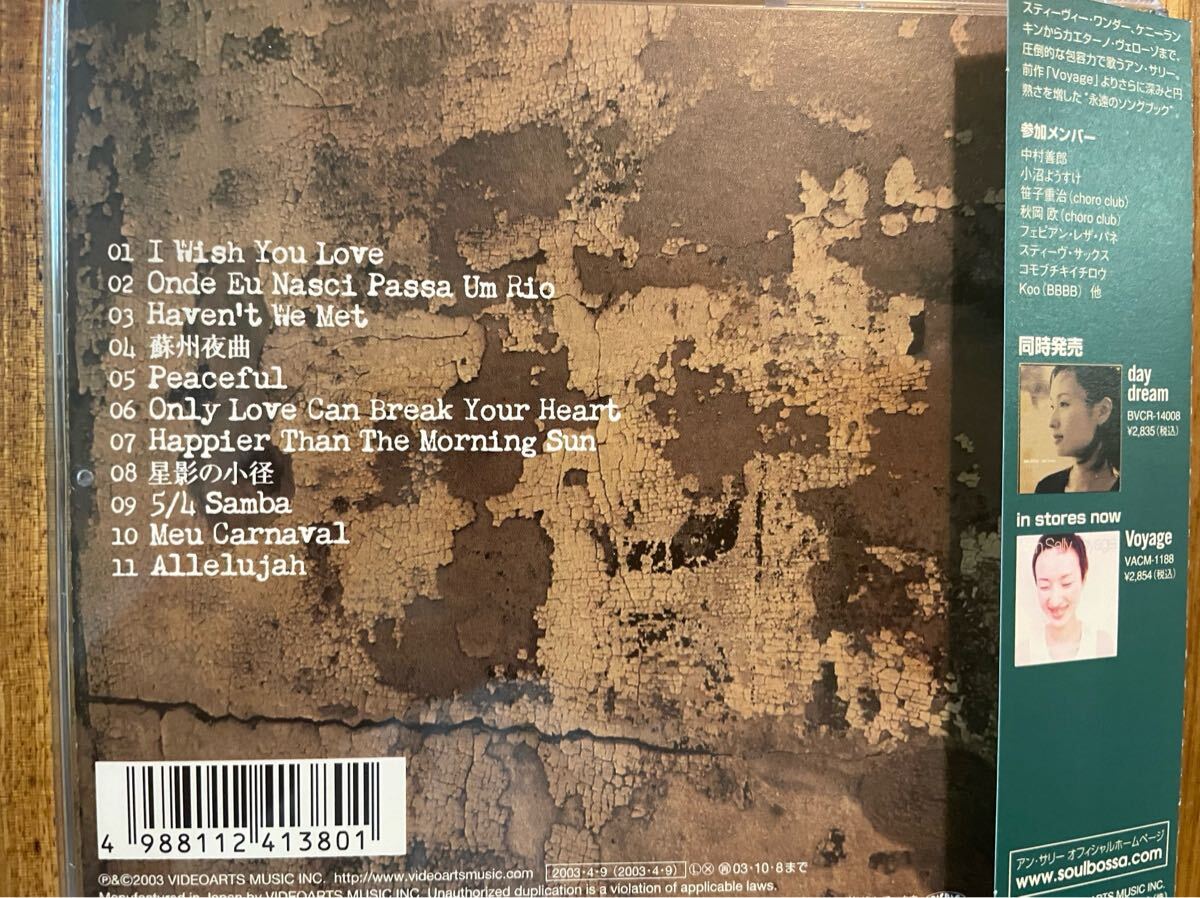 01 I Wish You Love
02 Onde Eu Nasci Passa Um Rio
03 Haven't We Met
04 蘇州夜曲
05 Peaceful
06 Only Love Can Break Your Heart
07 Happier Than The Morning Sun
08 星影の小径
09 5/4 Samba
10 Meu Carnaval
11 Allelujah
4 988112 413801
Ⓟ&©2003 VIDEOARTS MUSIC INC. http://www.videoartsmusic.com 2003・4・9 (2003・4・9) Ⓛ Ⓧ 03・10・8まで
Manufactured in Japan by VIDEOARTS MUSIC INC. Unauthorized duplication is a violation of applicable laws.
スティーヴィー・ワンダー、ケニーラン
キンからカエターノ・ヴェローゾまで、
圧倒的な包容力で歌うアン・サリー。
前作「Voyage」よりさらに深みと円
熟さを増した“永遠のソングブック”。
参加メンバー
中村善郎
小沼ようすけ
笹子重治(choro club)
秋岡 欧(choro club)
フェビアン・レザ・パネ
スティーヴ・サックス
コモブチキイチロウ
Koo(BBBB) 他
同時発売
day
dream
BVCR-14008
¥2,835(税込)
in stores now
Voyage
VACM-1188
¥2,854(税込)
アン・サリー オフィシャルホームページ
www.soulbossa.com
ARTS MUSIC INC.